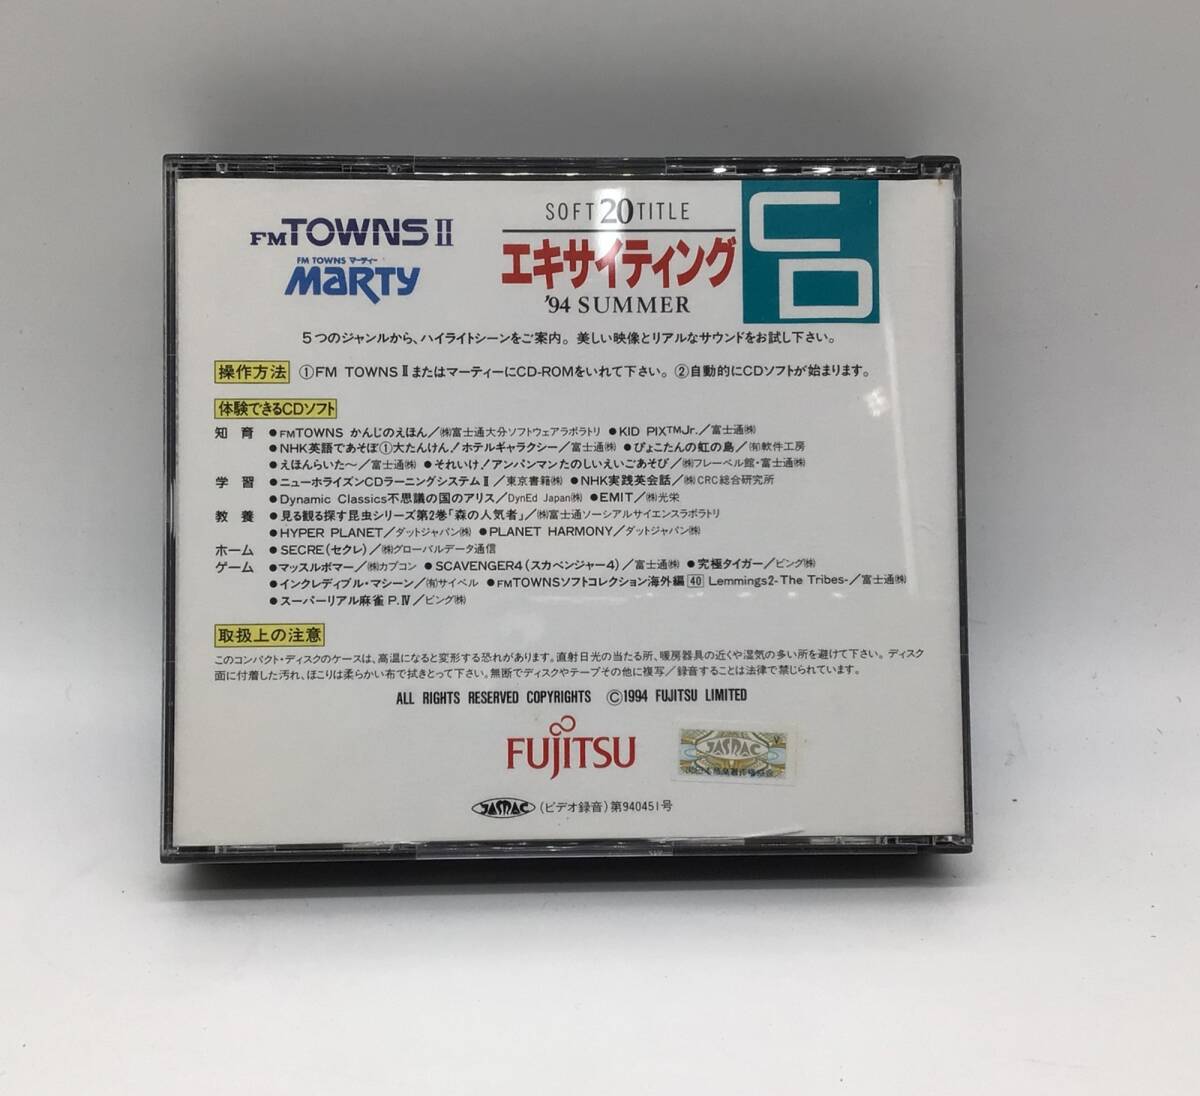 FM TOWNS II
FM TOWNS マーティー
MARTY
SOFT 20 TITLE
エキサイティング
'94 SUMMER
CD
5つのジャンルから、ハイライトシーンをご案内。美しい映像とリアルなサウンドをお試し下さい。
操作方法 ①FM TOWNS IIまたはマーティーにCD-ROMをいれて下さい。②自動的にCDソフトが始まります。
体験できるCDソフト
知育 ●FM TOWNS かんじのえほん／㈱富士通大分ソフトウェアラボラトリ ●KID PIX™Jr.／富士通㈱
●NHK英語であそぼ①大たんけん！ホテルギャラクシー／富士通㈱ ●ぴょこたんの虹の島／㈲軟件工房
●えほんらいた〜／富士通㈱ ●それいけ！アンパンマンたのしいえいごあそび／㈱フレーベル館・富士通㈱
学習 ●ニューホライズンCDラーニングシステムII／東京書籍㈱ ●NHK実践英会話／㈱CRC総合研究所
●Dynamic Classics不思議の国のアリス／DynEd Japan㈱ ●EMIT／㈱光栄
教養 ●見る観る探す昆虫シリーズ第2巻「森の人気者」／㈱富士通ソーシアルサイエンスラボラトリ
●HYPER PLANET／ダットジャパン㈱ ●PLANET HARMONY／ダットジャパン㈱
ホーム ●SECRE(セクレ)／㈱グローバルデータ通信
ゲーム ●マッスルボマー／㈱カプコン ●SCAVENGER4(スカベンジャー4)／富士通㈱ ●究極タイガー／ビング㈱
●インクレディブル・マシーン／㈲サイベル ●FM TOWNSソフトコレクション海外編 40 Lemmings2-The Tribes-／富士通㈱
●スーパーリアル麻雀 P.IV／ビング㈱
取扱上の注意
このコンパクト・ディスクのケースは、高温になると変形する恐れがあります。直射日光の当たる所、暖房器具の近くや湿気の多い所を避けて下さい。ディスク
面に付着した汚れ、ほこりは柔らかい布で拭きとって下さい。無断でディスクやテープその他に複写／録音することは法律で禁じられています。
ALL RIGHTS RESERVED COPYRIGHTS ©1994 FUJITSU LIMITED
FUJITSU
JASRAC
JASRAC (ビデオ録音)第940451号